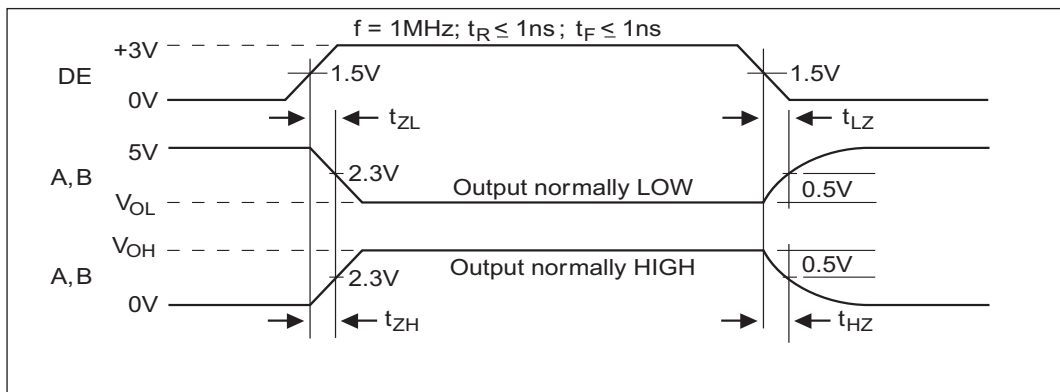 f = 1MHz; tR ≤ 1ns ; tF ≤ 1ns
+3V
DE
1.5V
1.5V
0V
tZL
tLZ
5V
A,B
2.3V
Output normally LOW
0.5V
VOL
VOH
A,B
2.3V
Output normally HIGH
0.5V
0V
tZH
tHZ